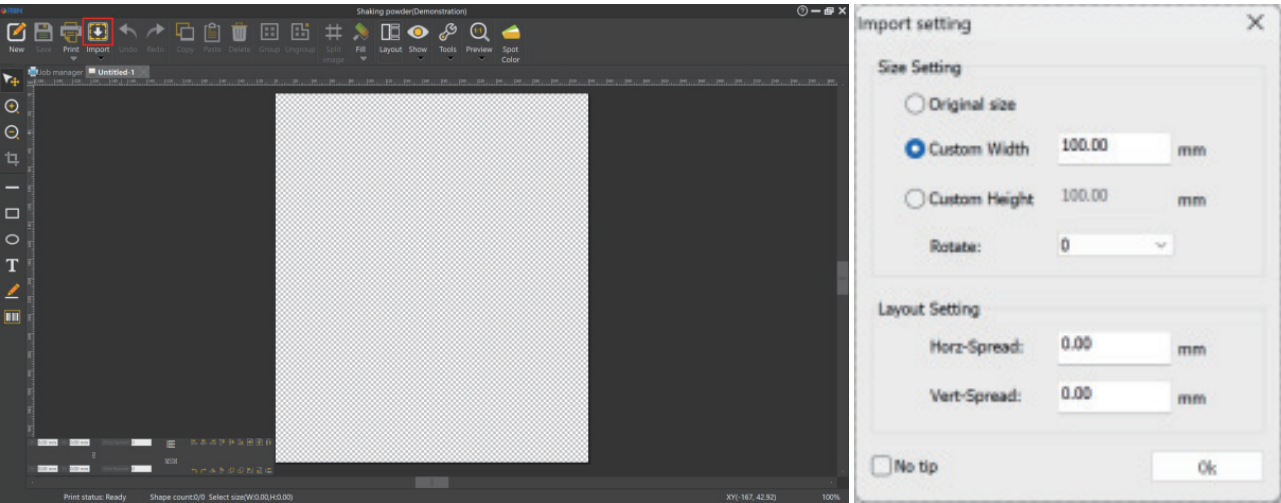 Shaking powder(Demonstration)
New Save Print Import Undo Redo Copy Paste Delete Group Ungroup Split image Fill Layout Show Tools Preview Spot Color
Job manager Untitled-1
T
Print status: Ready Shape count:0/0 Select size(W:0.00,H:0.00) XY(-167, 42.92) 100%
Import setting
Size Setting
Original size
Custom Width 100.00 mm
Custom Height 100.00 mm
Rotate: 0
Layout Setting
Horz-Spread: 0.00 mm
Vert-Spread: 0.00 mm
No tip Ok